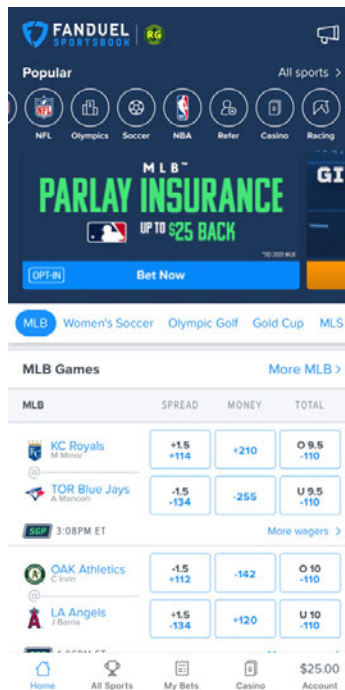 FANDUEL
SPORTSBOOK
RG
Popular
All sports >
NFL Olympics Soccer NBA Refer Casino Racing
MLB™
PARLAY INSURANCE
UP TO $25 BACK
GI
OPT-IN
Bet Now
MLB Women's Soccer Olympic Golf Gold Cup MLS
MLB Games
More MLB >
MLB SPREAD MONEY TOTAL
KC Royals
M Minor
+1.5
+114
+210
O 9.5
-110
@
TOR Blue Jays
A Manoah
-1.5
-134
-255
U 9.5
-110
SGP 3:08PM ET
More wagers >
OAK Athletics
C Irvin
-1.5
+112
-142
O 10
-110
@
LA Angels
J Barria
+1.5
-134
+120
U 10
-110
Home All Sports My Bets Casino
$25.00
Account